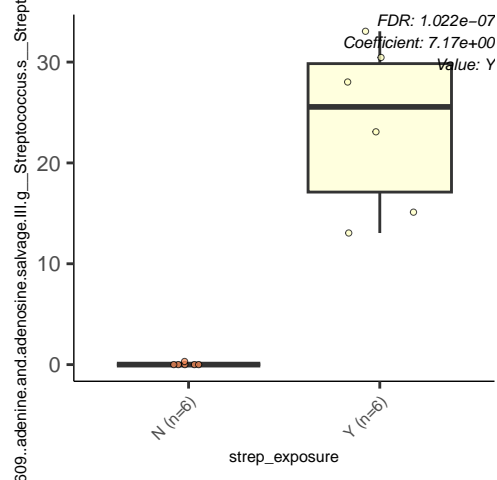 FDR: 1.022e−07
Coefficient: 7.17e+00
Value: Y
609..adenine.and.adenosine.salvage.III.g__Streptococcus.s__Strept
30
20
10
0
N (n=6)
Y (n=6)
strep_exposure